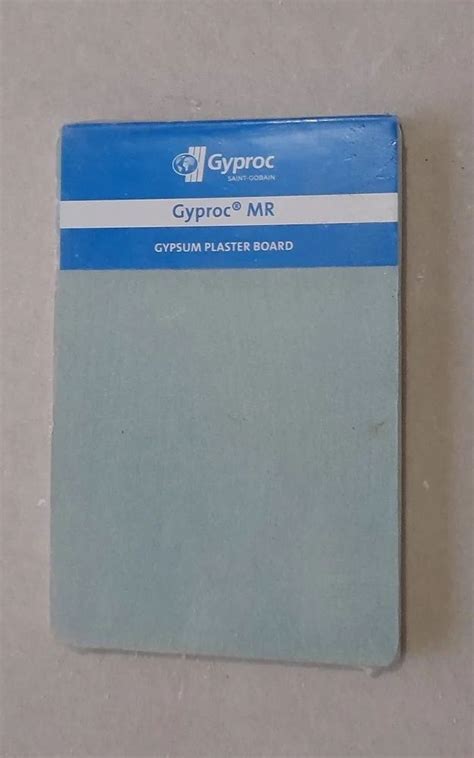 Gyproc
SAINT-GOBAIN
Gyproc® MR
GYPSUM PLASTER BOARD